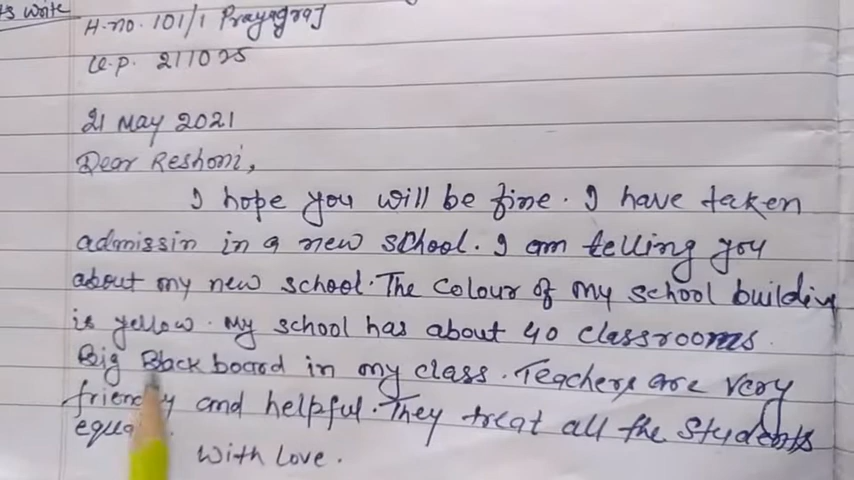 ts write
H.no. 101/1 Prayagraj
U.P. 211025
21 May 2021
Dear Reshoni,
I hope you will be fine. I have taken
admissin in a new school. I am telling you
about my new school. The colour of my school building
is yellow. My school has about 40 classrooms.
Big Black board in my class. Teachers are very
friendly and helpful. They treat all the students
With Love.